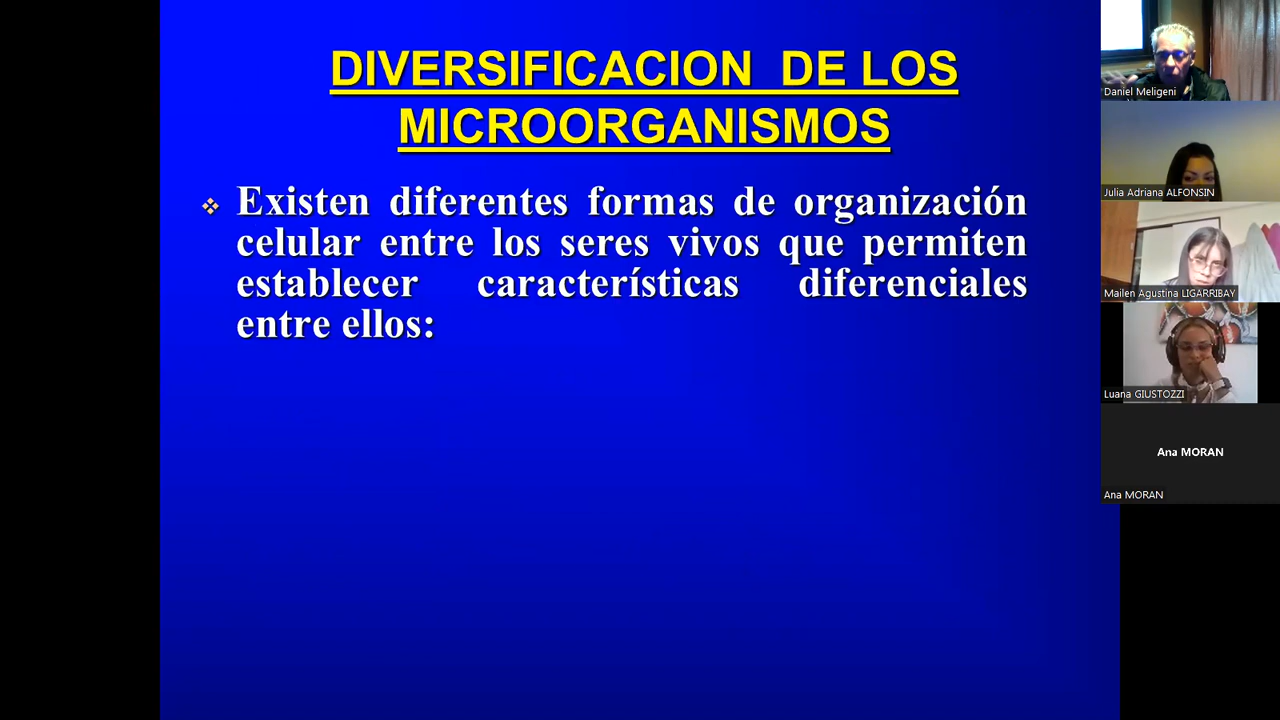 DIVERSIFICACION DE LOS
MICROORGANISMOS
Existen diferentes formas de organización
celular entre los seres vivos que permiten
establecer características diferenciales
entre ellos:
Daniel Meligeni
Julia Adriana ALFONSIN
Mailen Agustina LIGARRIBAY
Luana GIUSTOZZI
Ana MORAN
Ana MORAN